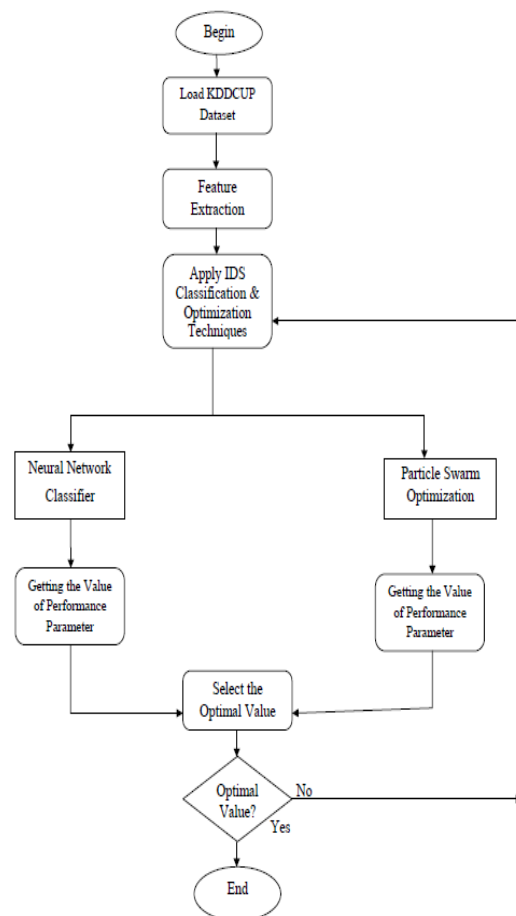 Begin
Load KDDCUP
Dataset
Feature
Extraction
Apply IDS
Classification &
Optimization
Techniques
Neural Network
Classifier
Particle Swarm
Optimization
Getting the Value
of Performance
Parameter
Getting the Value
of Performance
Parameter
Select the
Optimal Value
Optimal
Value?
No
Yes
End